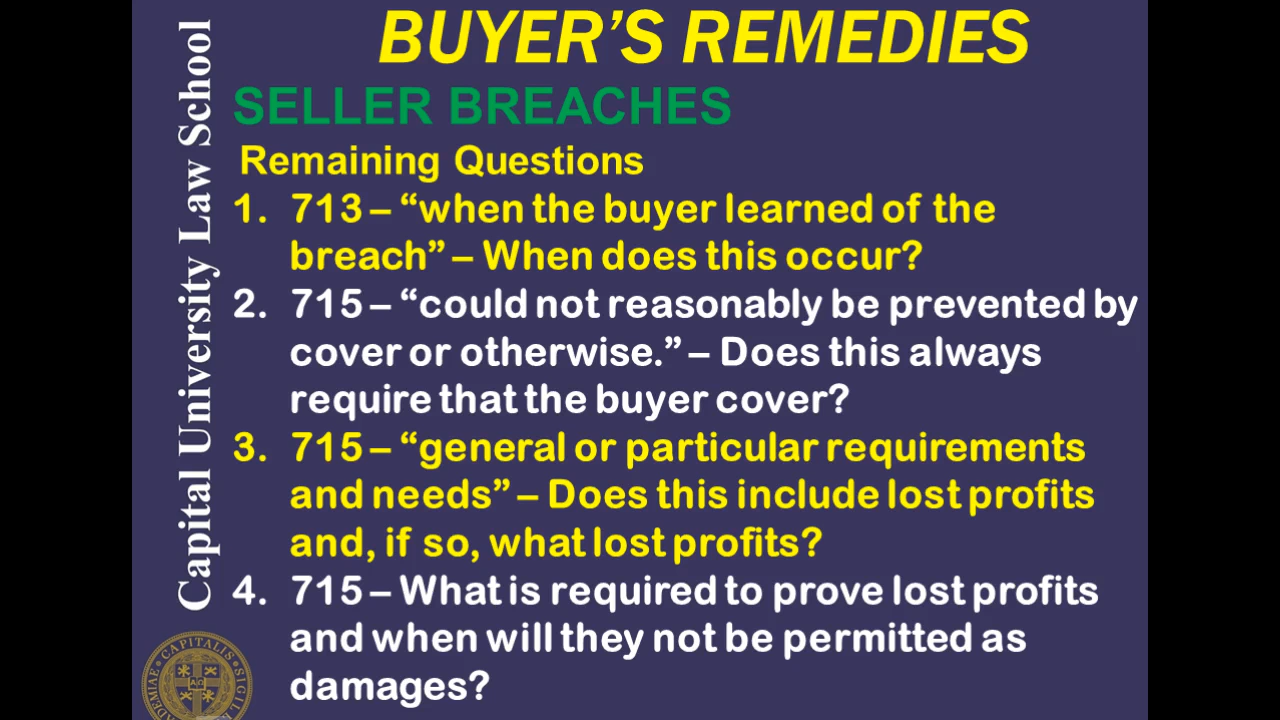 BUYER'S REMEDIES
SELLER BREACHES
Remaining Questions
1. 713 – “when the buyer learned of the
breach” – When does this occur?
2. 715 – “could not reasonably be prevented by
cover or otherwise.” – Does this always
require that the buyer cover?
3. 715 – “general or particular requirements
and needs” – Does this include lost profits
and, if so, what lost profits?
4. 715 – What is required to prove lost profits
and when will they not be permitted as
damages?
Capital University Law School
CAPITALIS